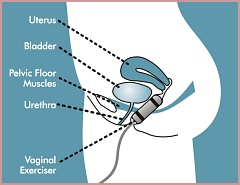 Uterus
Bladder
Pelvic Floor
Muscles
Urethra
Vaginal
Exerciser